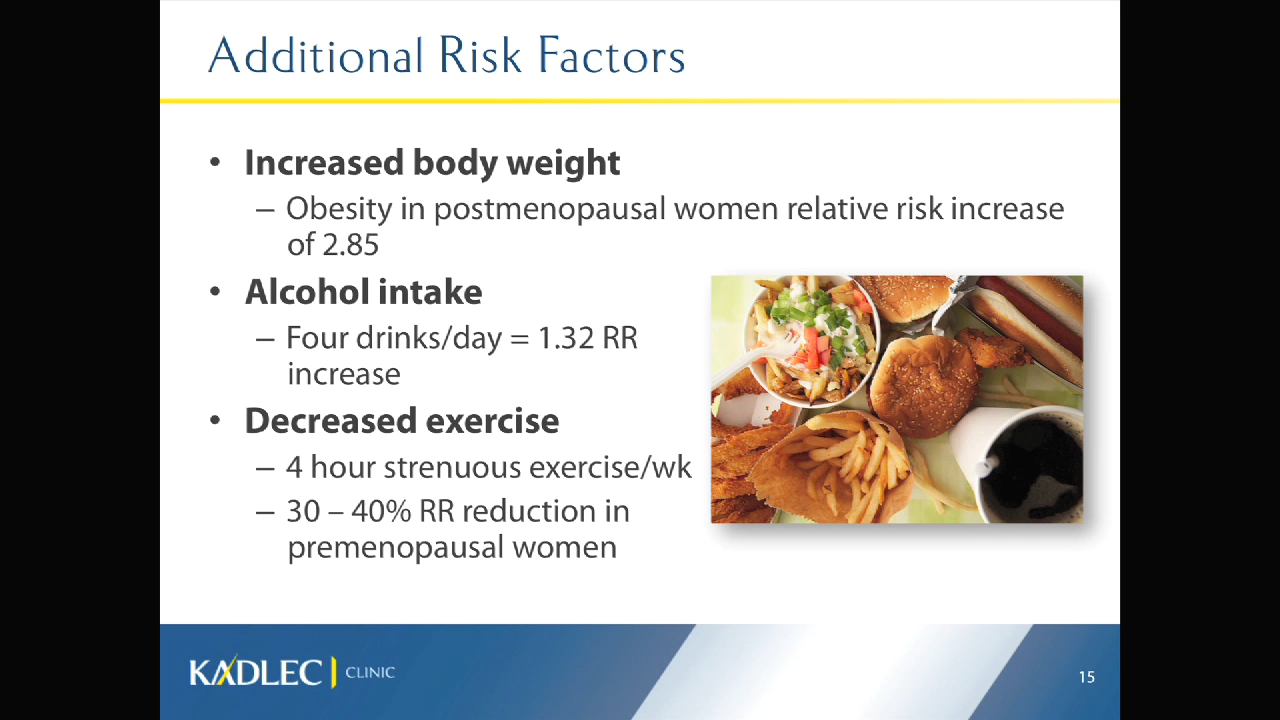 Additional Risk Factors
• Increased body weight
– Obesity in postmenopausal women relative risk increase
of 2.85
• Alcohol intake
– Four drinks/day = 1.32 RR
increase
• Decreased exercise
– 4 hour strenuous exercise/wk
– 30 – 40% RR reduction in
premenopausal women
KADLEC CLINIC
15